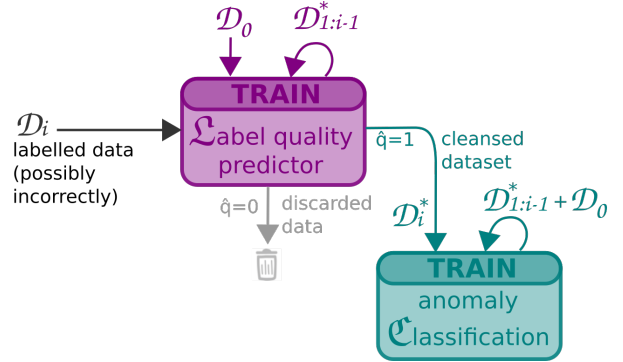 𝒟₀ 𝒟*₁:ᵢ₋₁
TRAIN
𝒟ᵢ
labelled data
(possibly
incorrectly)
𝔏abel quality
predictor
q̂=1
cleansed
dataset
q̂=0
discarded
data
𝒟ᵢ*
𝒟*₁:ᵢ₋₁ + 𝒟₀
TRAIN
anomaly
ℭlassification